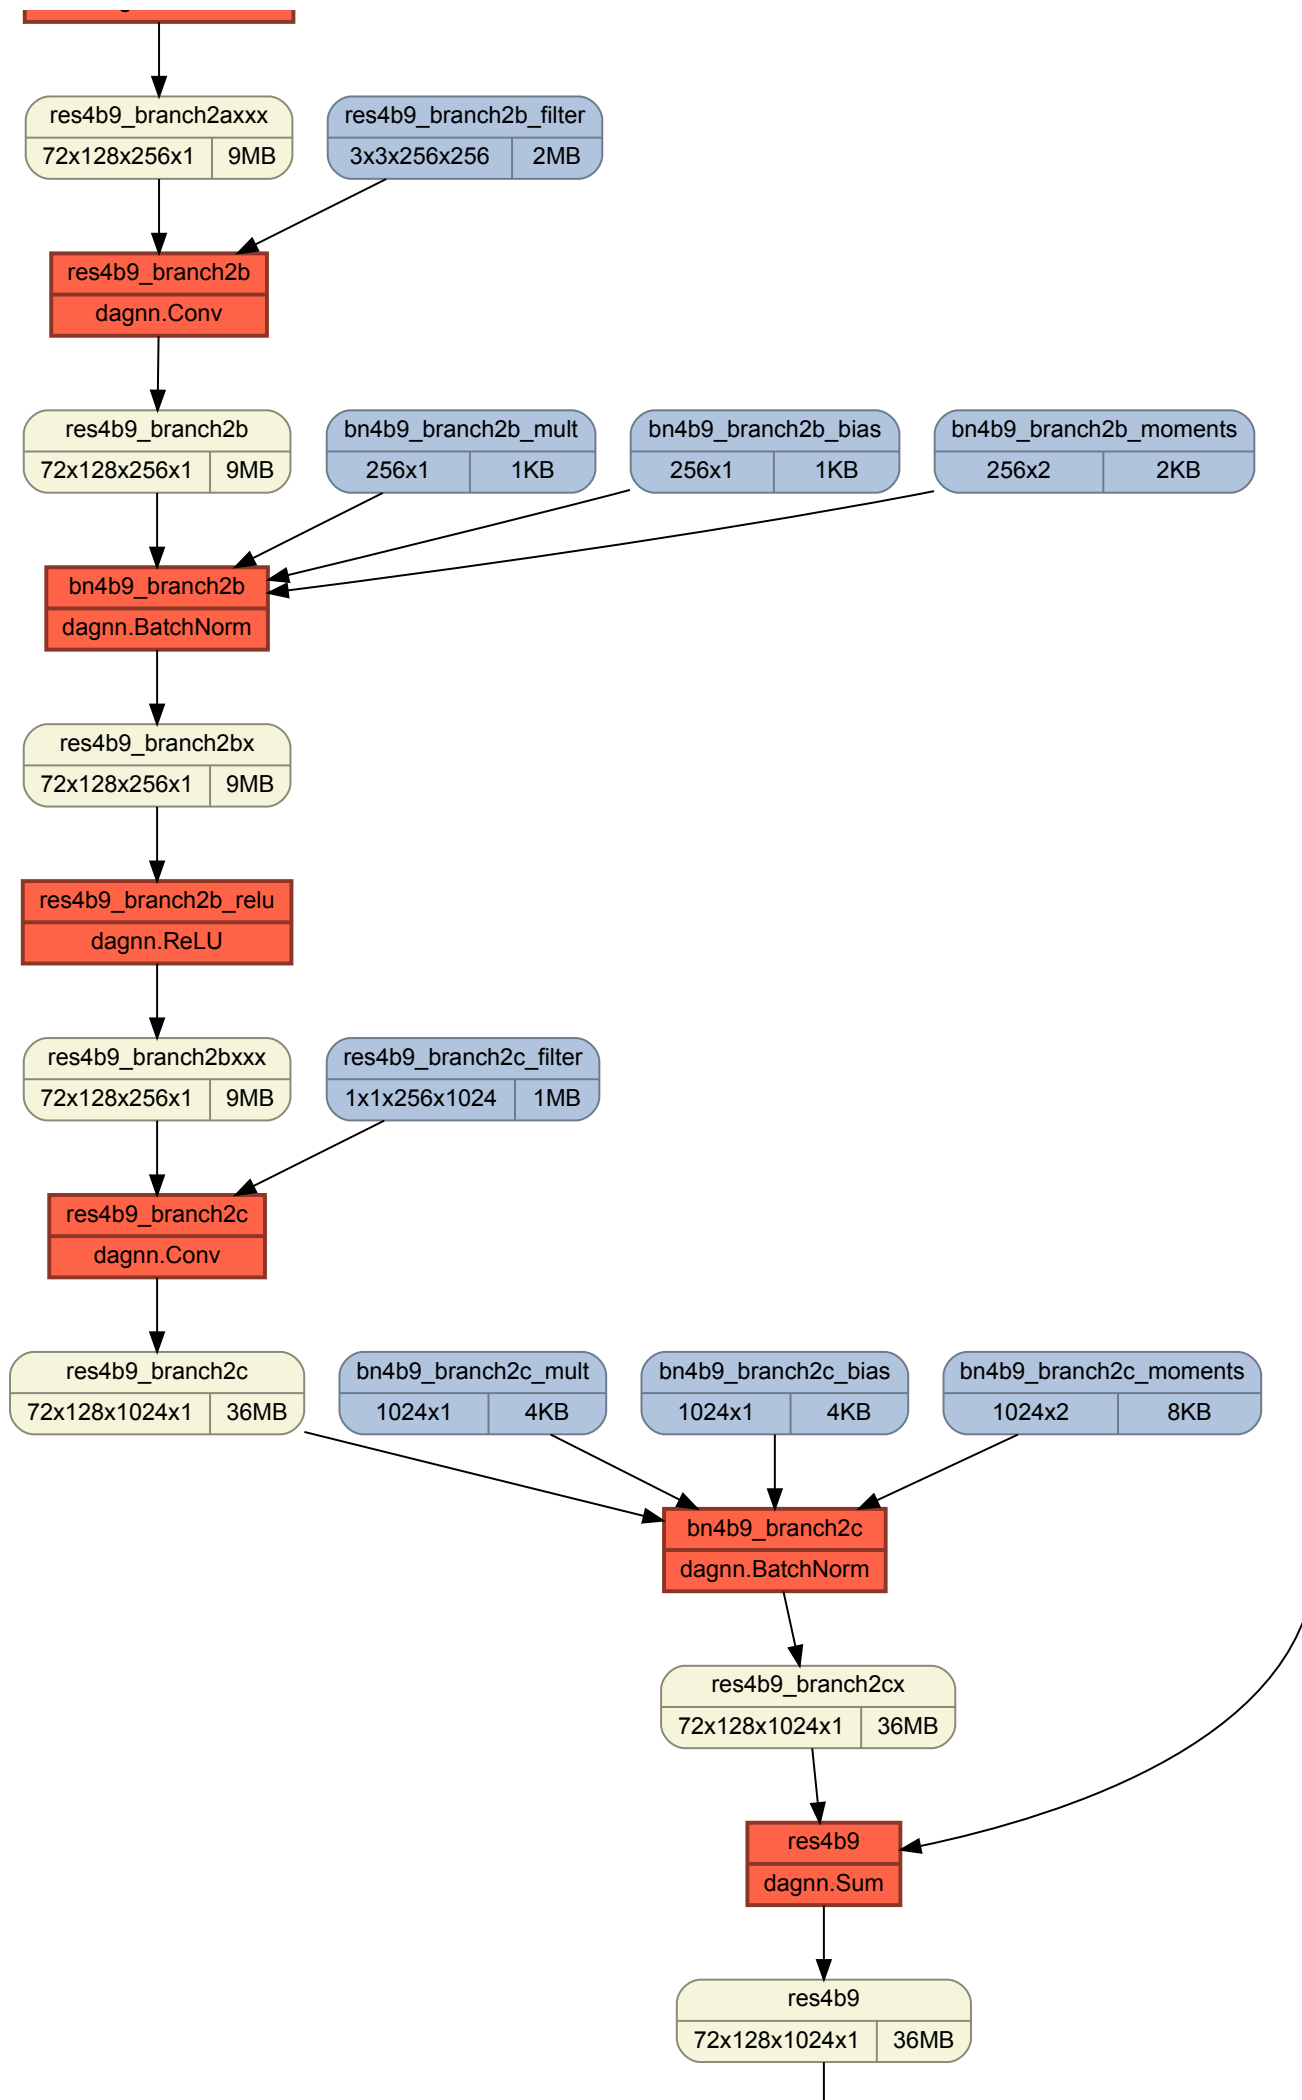 res4b9_branch2axxx
72x128x256x1 9MB
res4b9_branch2b_filter
3x3x256x256 2MB
res4b9_branch2b
dagnn.Conv
res4b9_branch2b
72x128x256x1 9MB
bn4b9_branch2b_mult
256x1 1KB
bn4b9_branch2b_bias
256x1 1KB
bn4b9_branch2b_moments
256x2 2KB
bn4b9_branch2b
dagnn.BatchNorm
res4b9_branch2bx
72x128x256x1 9MB
res4b9_branch2b_relu
dagnn.ReLU
res4b9_branch2bxxx
72x128x256x1 9MB
res4b9_branch2c_filter
1x1x256x1024 1MB
res4b9_branch2c
dagnn.Conv
res4b9_branch2c
72x128x1024x1 36MB
bn4b9_branch2c_mult
1024x1 4KB
bn4b9_branch2c_bias
1024x1 4KB
bn4b9_branch2c_moments
1024x2 8KB
bn4b9_branch2c
dagnn.BatchNorm
res4b9_branch2cx
72x128x1024x1 36MB
res4b9
dagnn.Sum
res4b9
72x128x1024x1 36MB